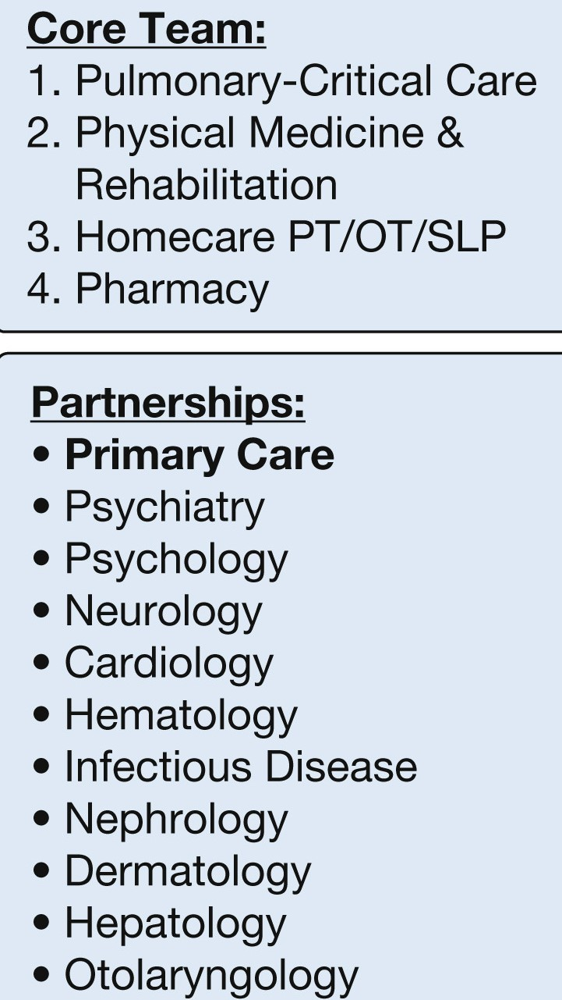 Core Team:
1. Pulmonary-Critical Care
2. Physical Medicine &
Rehabilitation
3. Homecare PT/OT/SLP
4. Pharmacy
Partnerships:
• Primary Care
• Psychiatry
• Psychology
• Neurology
• Cardiology
• Hematology
• Infectious Disease
• Nephrology
• Dermatology
• Hepatology
• Otolaryngology